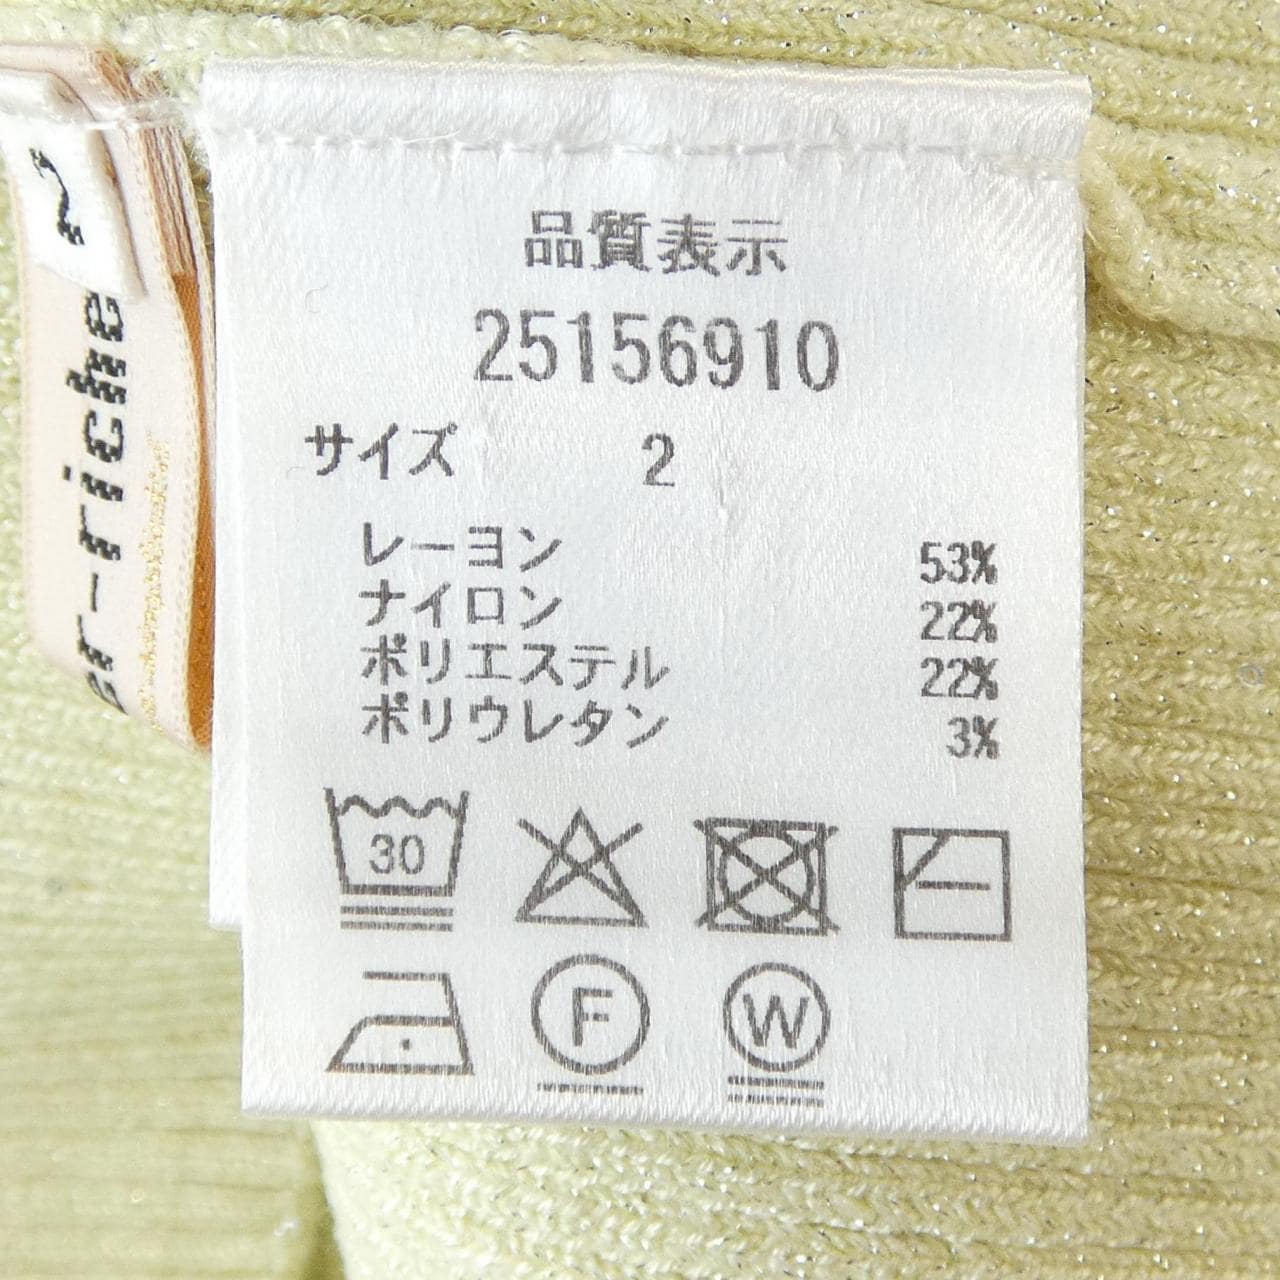 品質表示
25156910
サイズ 2
レーヨン 53%
ナイロン 22%
ポリエステル 22%
ポリウレタン 3%
30
F
W
2
er-riche